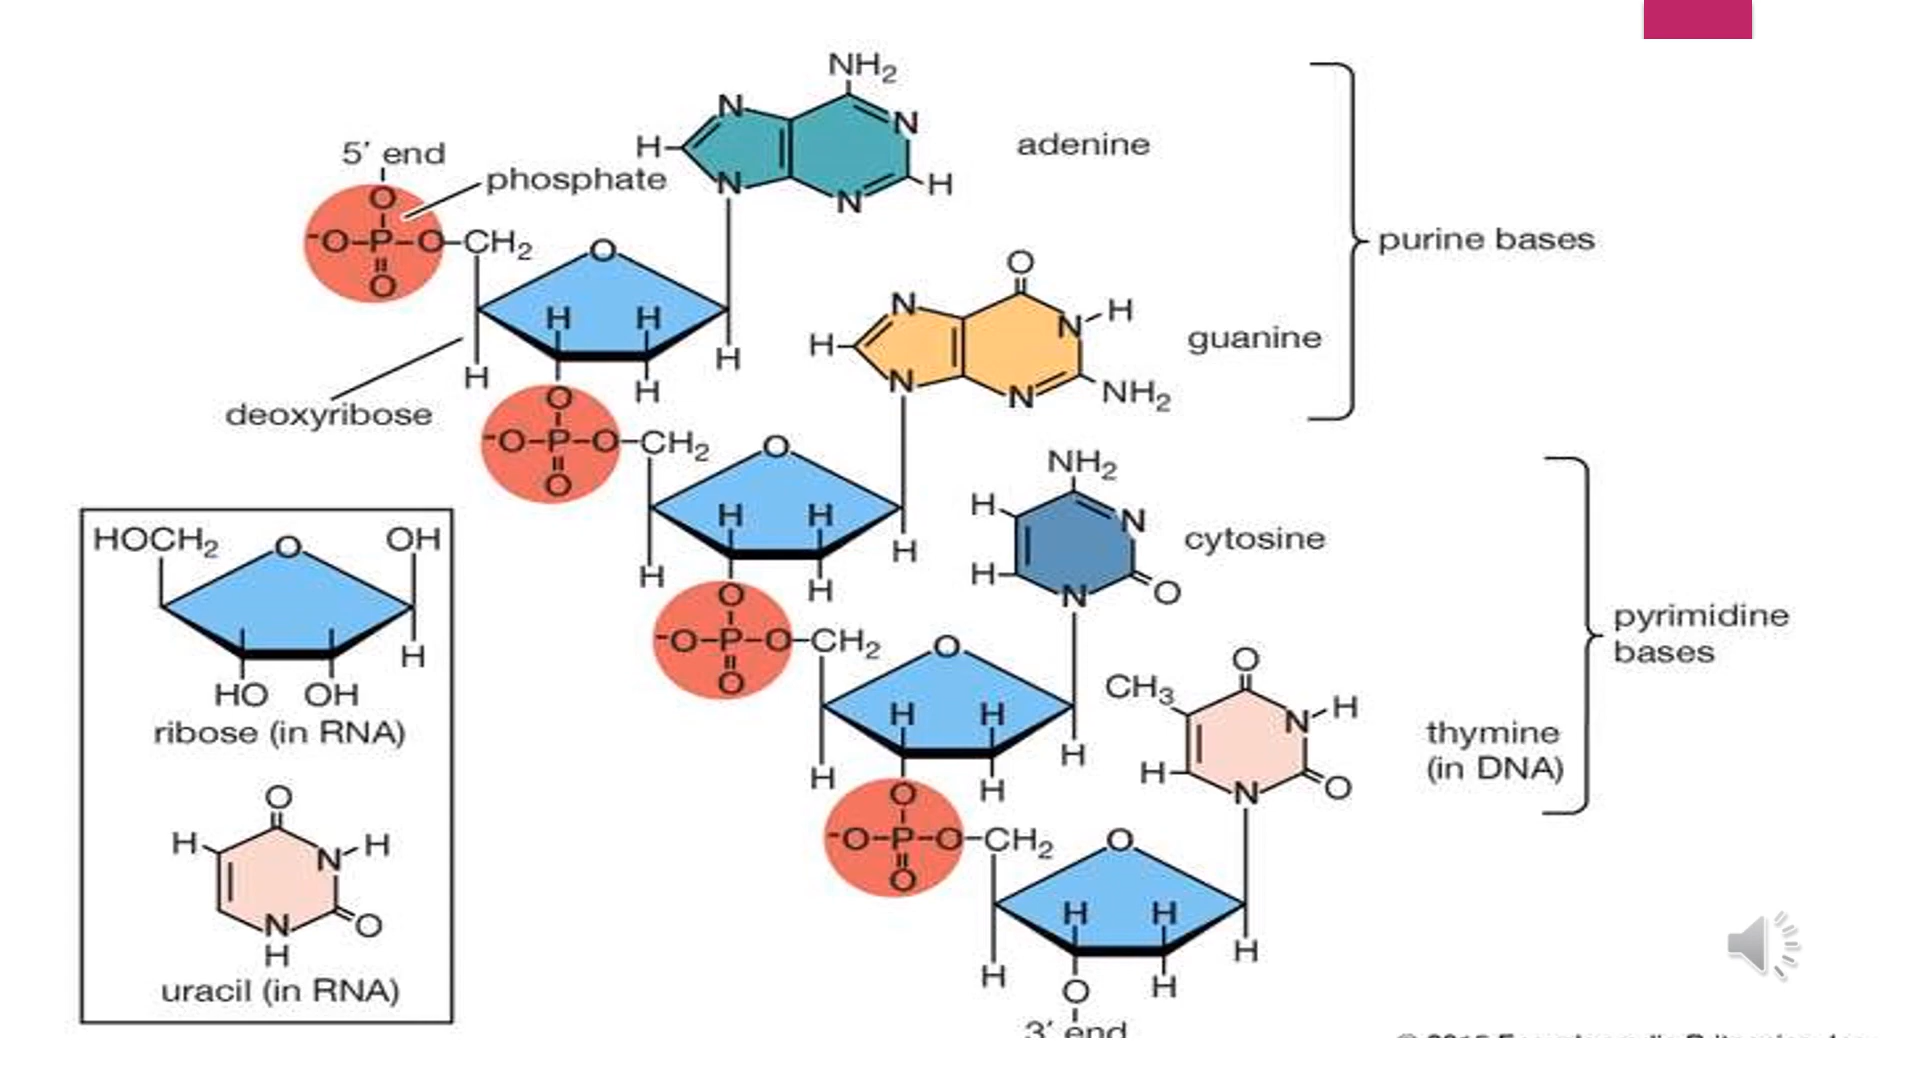 NH2
N
N
H
adenine
5′ end
phosphate
N
H
N
purine bases
O
-O-P-O-CH2
O
O
H
H
H
O
N
N-H
H
guanine
N
N
NH2
deoxyribose
H
H
O
-O-P-O-CH2
O
O
H
H
H
NH2
H
N
cytosine
H
N
O
HOCH2
O
OH
H
HO OH
ribose (in RNA)
H
H
O
-O-P-O-CH2
O
O
H
H
H
pyrimidine
bases
O
CH3
N-H
thymine
(in DNA)
H
N
O
O
H
N-H
N
O
H
uracil (in RNA)
H
H
O
-O-P-O-CH2
O
O
H
H
H
H
H
O
3′ end